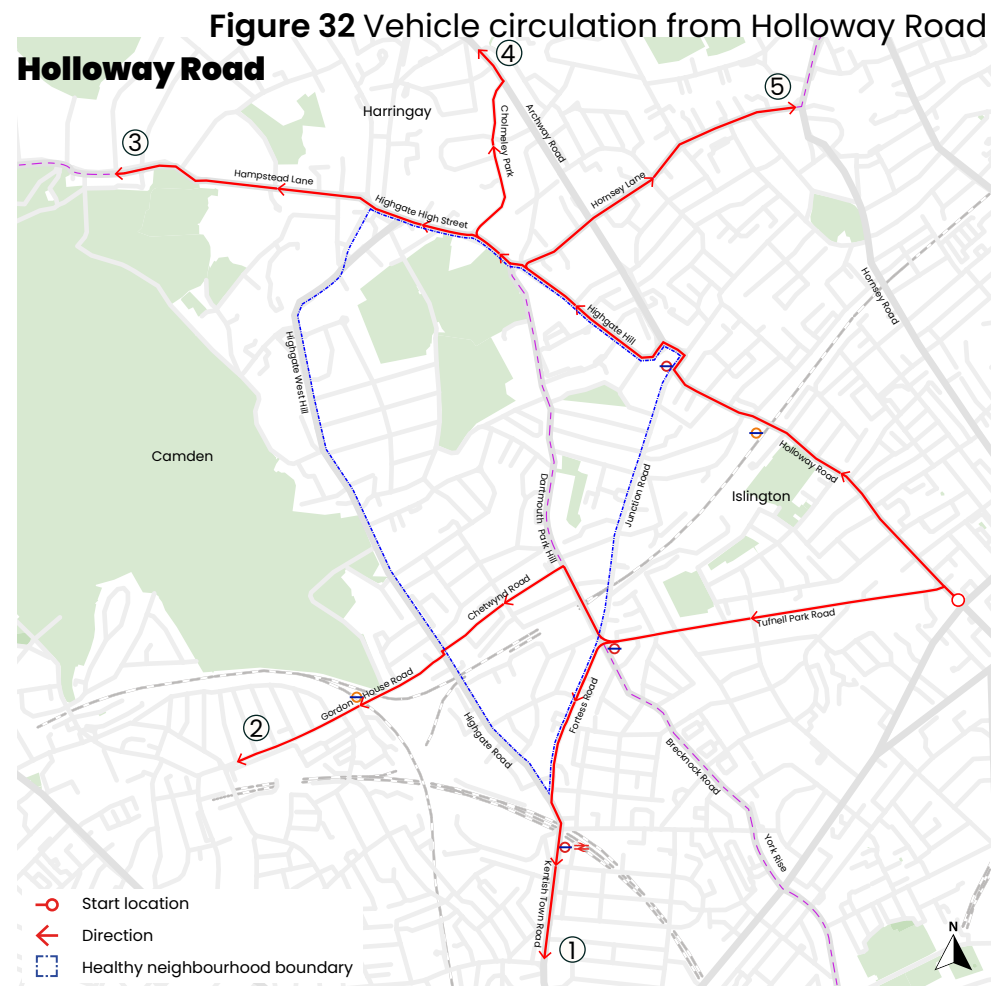 Figure 32 Vehicle circulation from Holloway Road
Holloway Road
④
⑤
③
Harringay
Cholmeley Park
Archway Road
Hampstead Lane
Hornsey Lane
Highgate High Street
Hornsey Road
Highgate Hill
Highgate West Hill
Camden
Holloway Road
Islington
Junction Road
Dartmouth Park Hill
Chetwynd Road
Tufnell Park Road
Gordon House Road
②
Fortess Road
Highgate Road
Brecknock Road
York Rise
Kentish Town Road
①
Start location
Direction
Healthy neighbourhood boundary
N